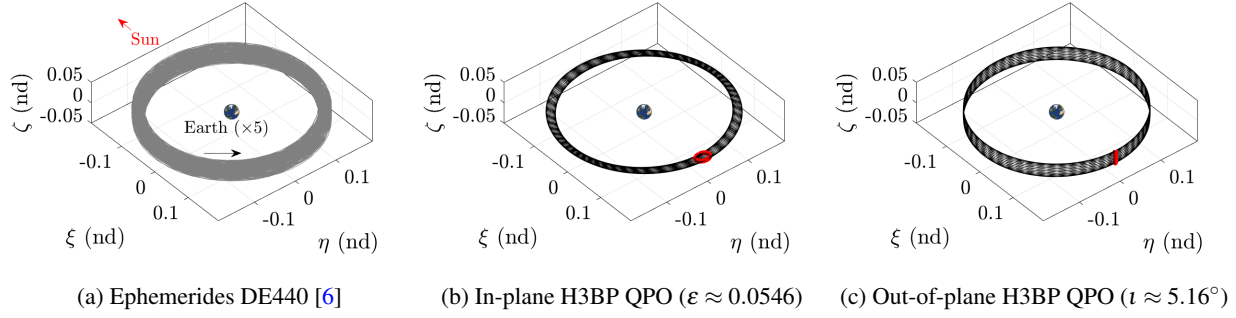 Sun
0.05
0
-0.05
ζ (nd)
Earth (×5)
-0.1
0
0.1
ξ (nd)
-0.1
0
0.1
η (nd)
(a) Ephemerides DE440 [6]
0.05
0
-0.05
ζ (nd)
-0.1
0
0.1
ξ (nd)
-0.1
0
0.1
η (nd)
(b) In-plane H3BP QPO (ε ≈ 0.0546)
0.05
0
-0.05
ζ (nd)
-0.1
0
0.1
ξ (nd)
-0.1
0
0.1
η (nd)
(c) Out-of-plane H3BP QPO (ι ≈ 5.16°)